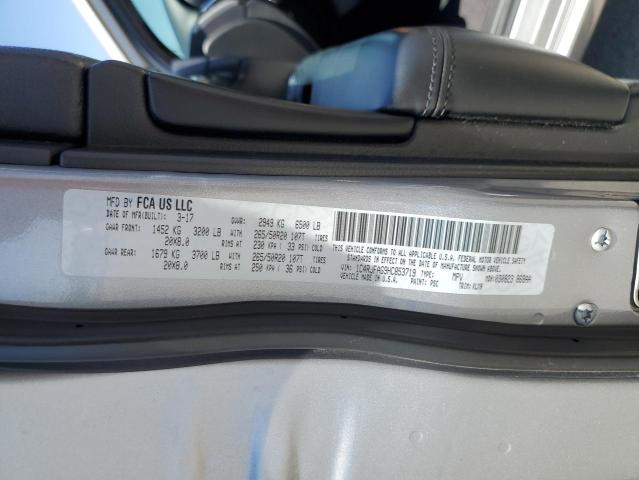 MFD BY FCA US LLC
DATE OF MFR(BUILT): 3-17 GVWR: 2949 KG 6500 LB
GAWR FRONT: 1452 KG 3200 LB WITH 265/50R20 107T TIRES
20X8.0 RIMS AT 230 KPA ( 33 PSI) COLD
GAWR REAR: 1679 KG 3700 LB WITH 265/50R20 107T TIRES
20X8.0 RIMS AT 250 KPA ( 36 PSI) COLD
THIS VEHICLE CONFORMS TO ALL APPLICABLE U.S.A. FEDERAL MOTOR VEHICLE SAFETY
STANDARDS IN EFFECT ON THE DATE OF MANUFACTURE SHOWN ABOVE.
VIN: 1C4RJFAG9HC853719 TYPE: MPV MDH: 030823
VEHICLE MADE IN U.S.A. PAINT: PSC TRIM: